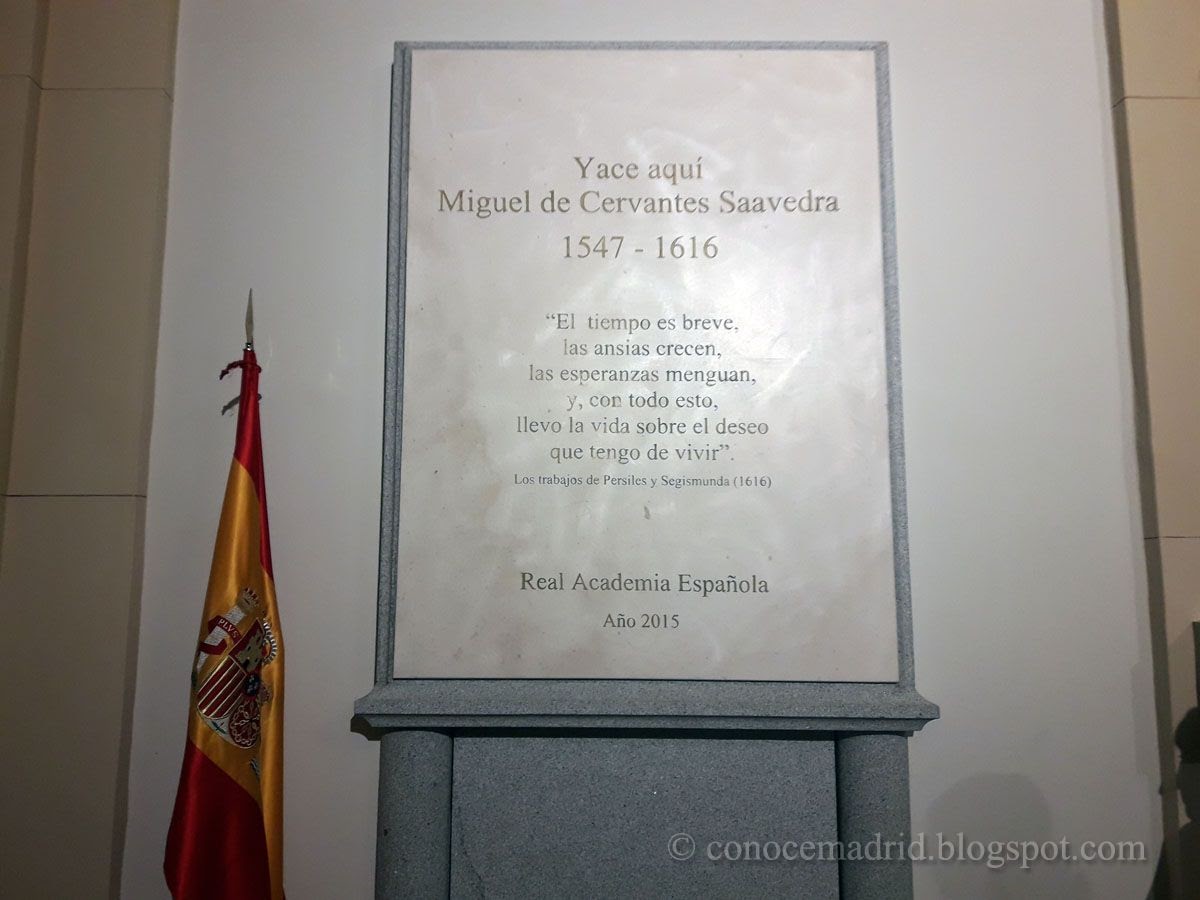 Yace aquí
Miguel de Cervantes Saavedra
1547 - 1616
“El tiempo es breve,
las ansias crecen,
las esperanzas menguan,
y, con todo esto,
llevo la vida sobre el deseo
que tengo de vivir”.
Los trabajos de Persiles y Segismunda (1616)
Real Academia Española
Año 2015
PLVS
© conocemadrid.blogspot.com